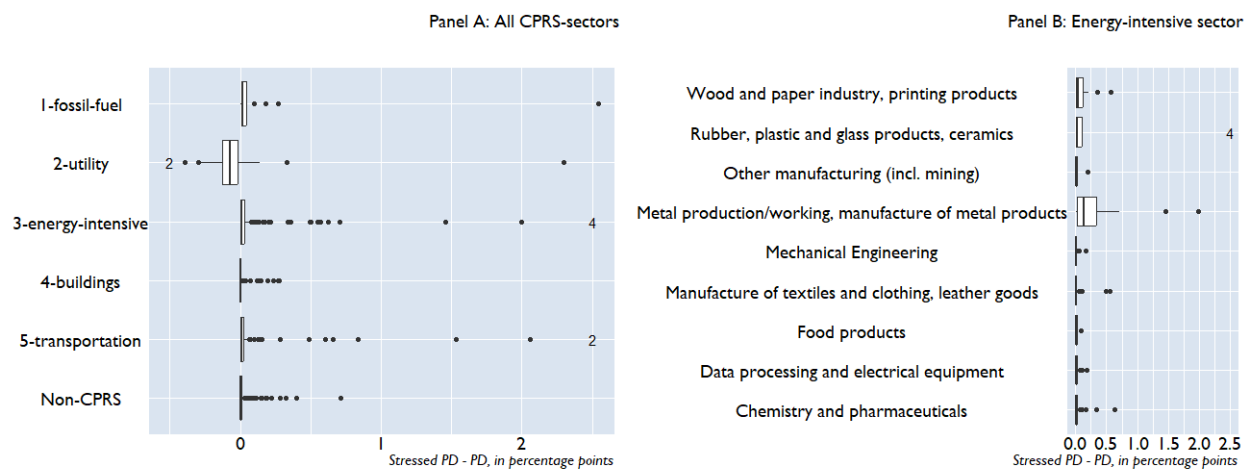 Panel A: All CPRS-sectors
1-fossil-fuel
2-utility
2
3-energy-intensive
4
4-buildings
5-transportation
2
Non-CPRS
0 1 2
Stressed PD - PD, in percentage points
Panel B: Energy-intensive sector
Wood and paper industry, printing products
Rubber, plastic and glass products, ceramics
4
Other manufacturing (incl. mining)
Metal production/working, manufacture of metal products
Mechanical Engineering
Manufacture of textiles and clothing, leather goods
Food products
Data processing and electrical equipment
Chemistry and pharmaceuticals
0.0 0.5 1.0 1.5 2.0 2.5
Stressed PD - PD, in percentage points